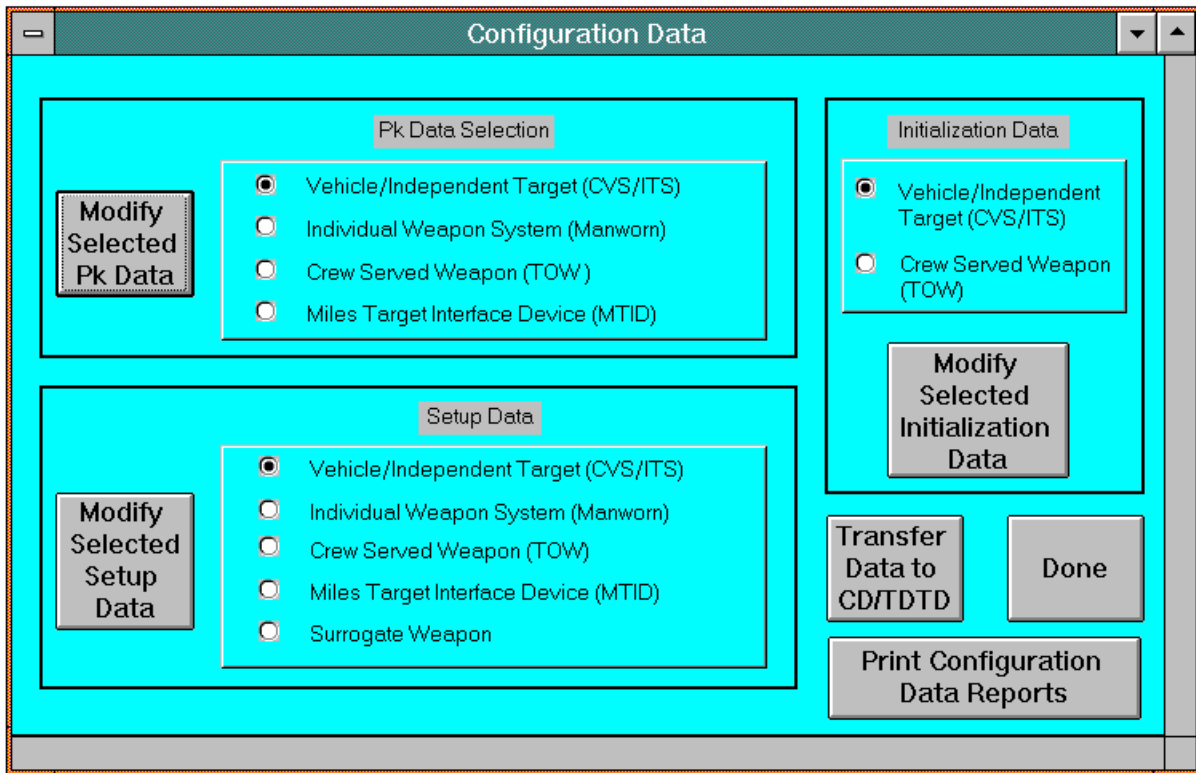 Configuration Data
Pk Data Selection
Modify
Selected
Pk Data
Vehicle/Independent Target (CVS/ITS)
Individual Weapon System (Manworn)
Crew Served Weapon (TOW )
Miles Target Interface Device (MTID)
Setup Data
Modify
Selected
Setup
Data
Vehicle/Independent Target (CVS/ITS)
Individual Weapon System (Manworn)
Crew Served Weapon (TOW)
Miles Target Interface Device (MTID)
Surrogate Weapon
Initialization Data
Vehicle/Independent
Target (CVS/ITS)
Crew Served Weapon
(TOW)
Modify
Selected
Initialization
Data
Transfer
Data to
CD/TDTD
Done
Print Configuration
Data Reports